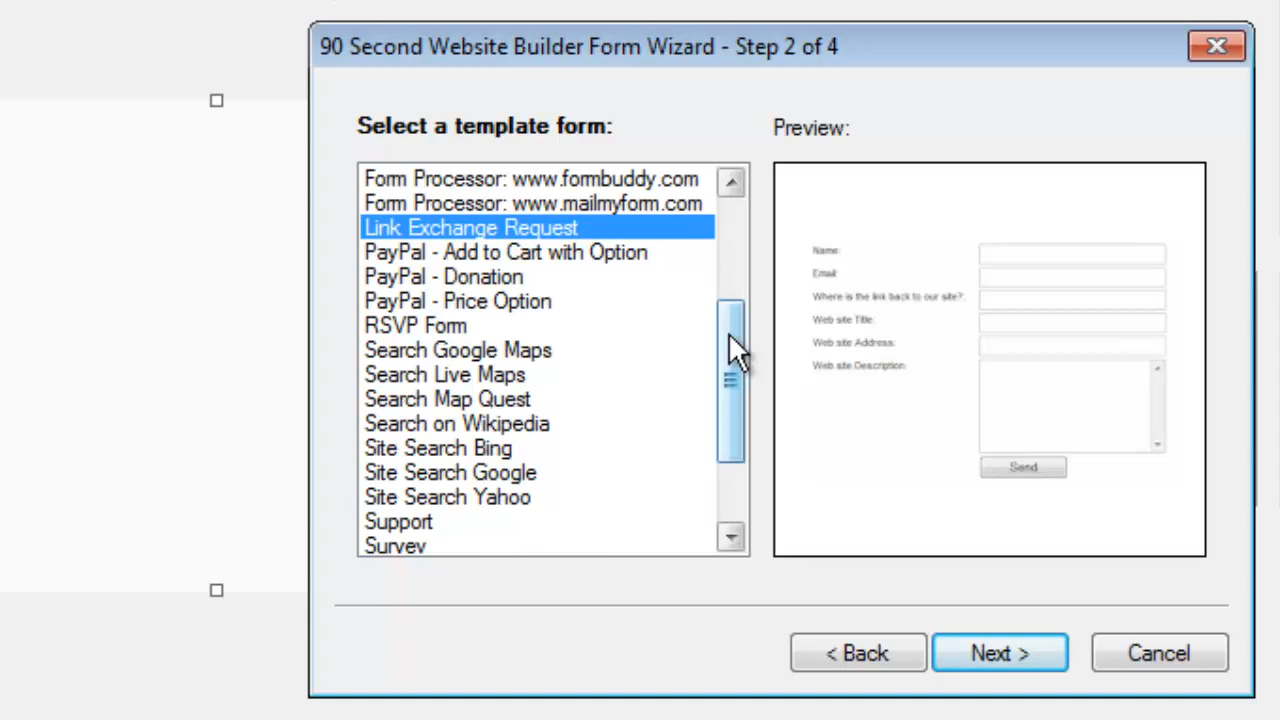 90 Second Website Builder Form Wizard - Step 2 of 4
Select a template form:
Preview:
Form Processor: www.formbuddy.com
Form Processor: www.mailmyform.com
Link Exchange Request
PayPal - Add to Cart with Option
PayPal - Donation
PayPal - Price Option
RSVP Form
Search Google Maps
Search Live Maps
Search Map Quest
Search on Wikipedia
Site Search Bing
Site Search Google
Site Search Yahoo
Support
Survey
Name:
Email:
Where is the link back to our site?:
Web site Title:
Web site Address:
Web site Description:
Send
< Back
Next >
Cancel